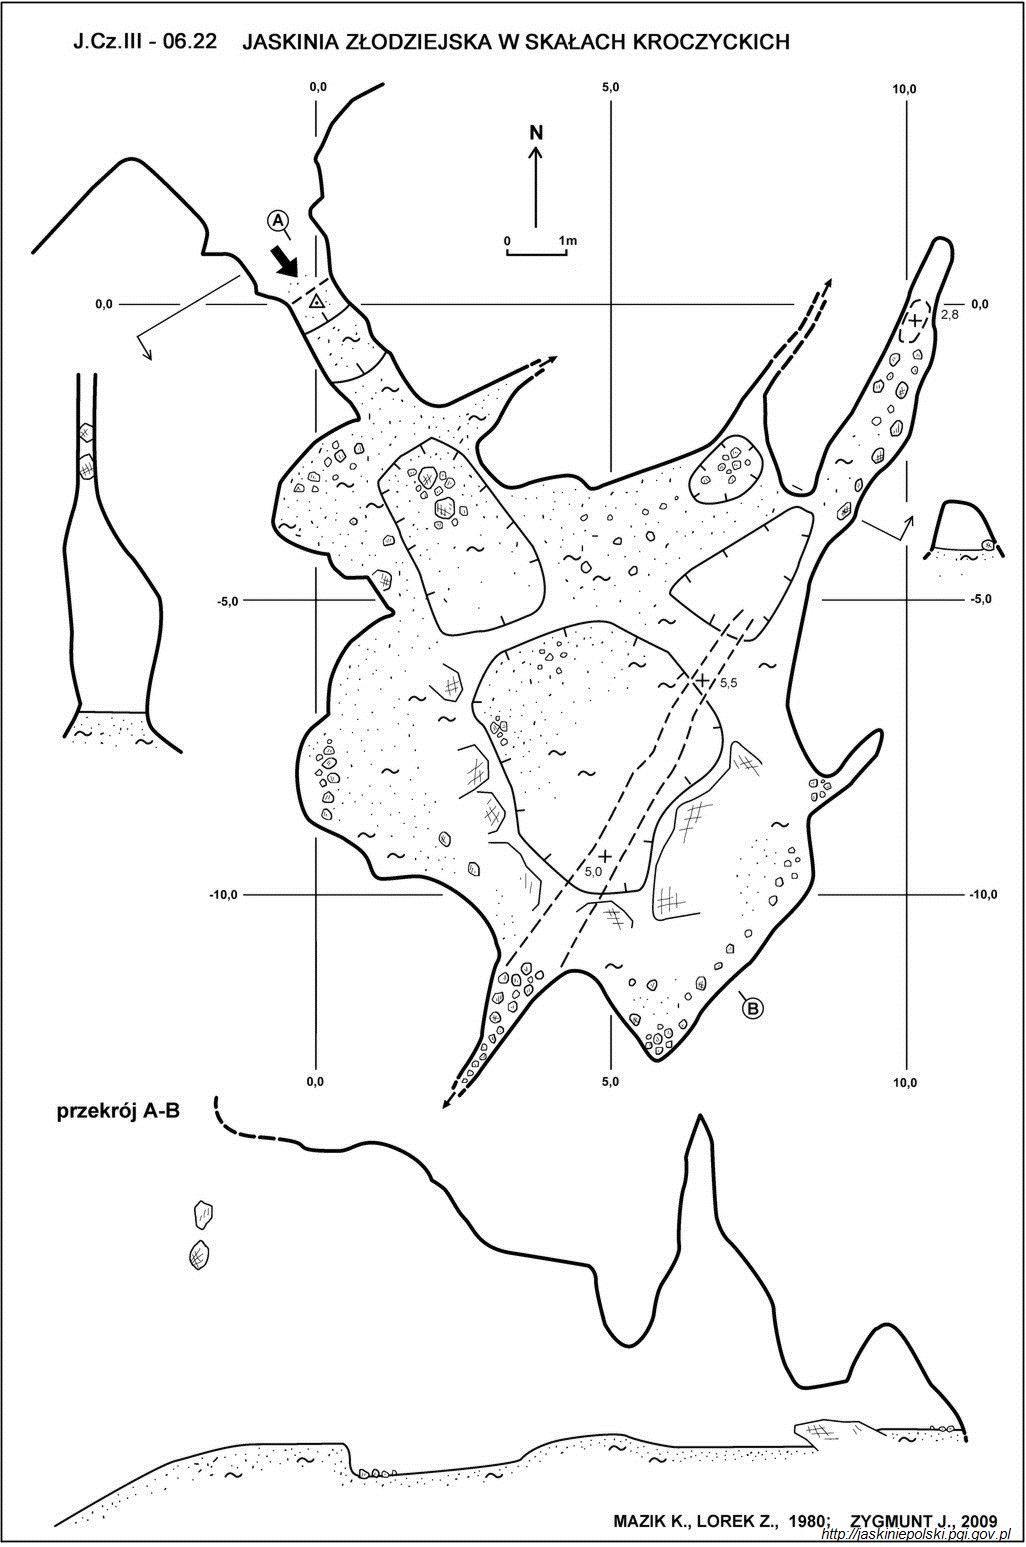 J.Cz.III - 06.22 JASKINIA ZŁODZIEJSKA W SKAŁACH KROCZYCKICH
0,0 5,0 10,0
N
A
0 1m
0,0 0,0
2,8
-5,0 -5,0
5,5
5,0
-10,0 -10,0
B
0,0 5,0 10,0
przekrój A-B
MAZIK K., LOREK Z., 1980; ZYGMUNT J., 2009
http://jaskiniepolski.pgi.gov.pl